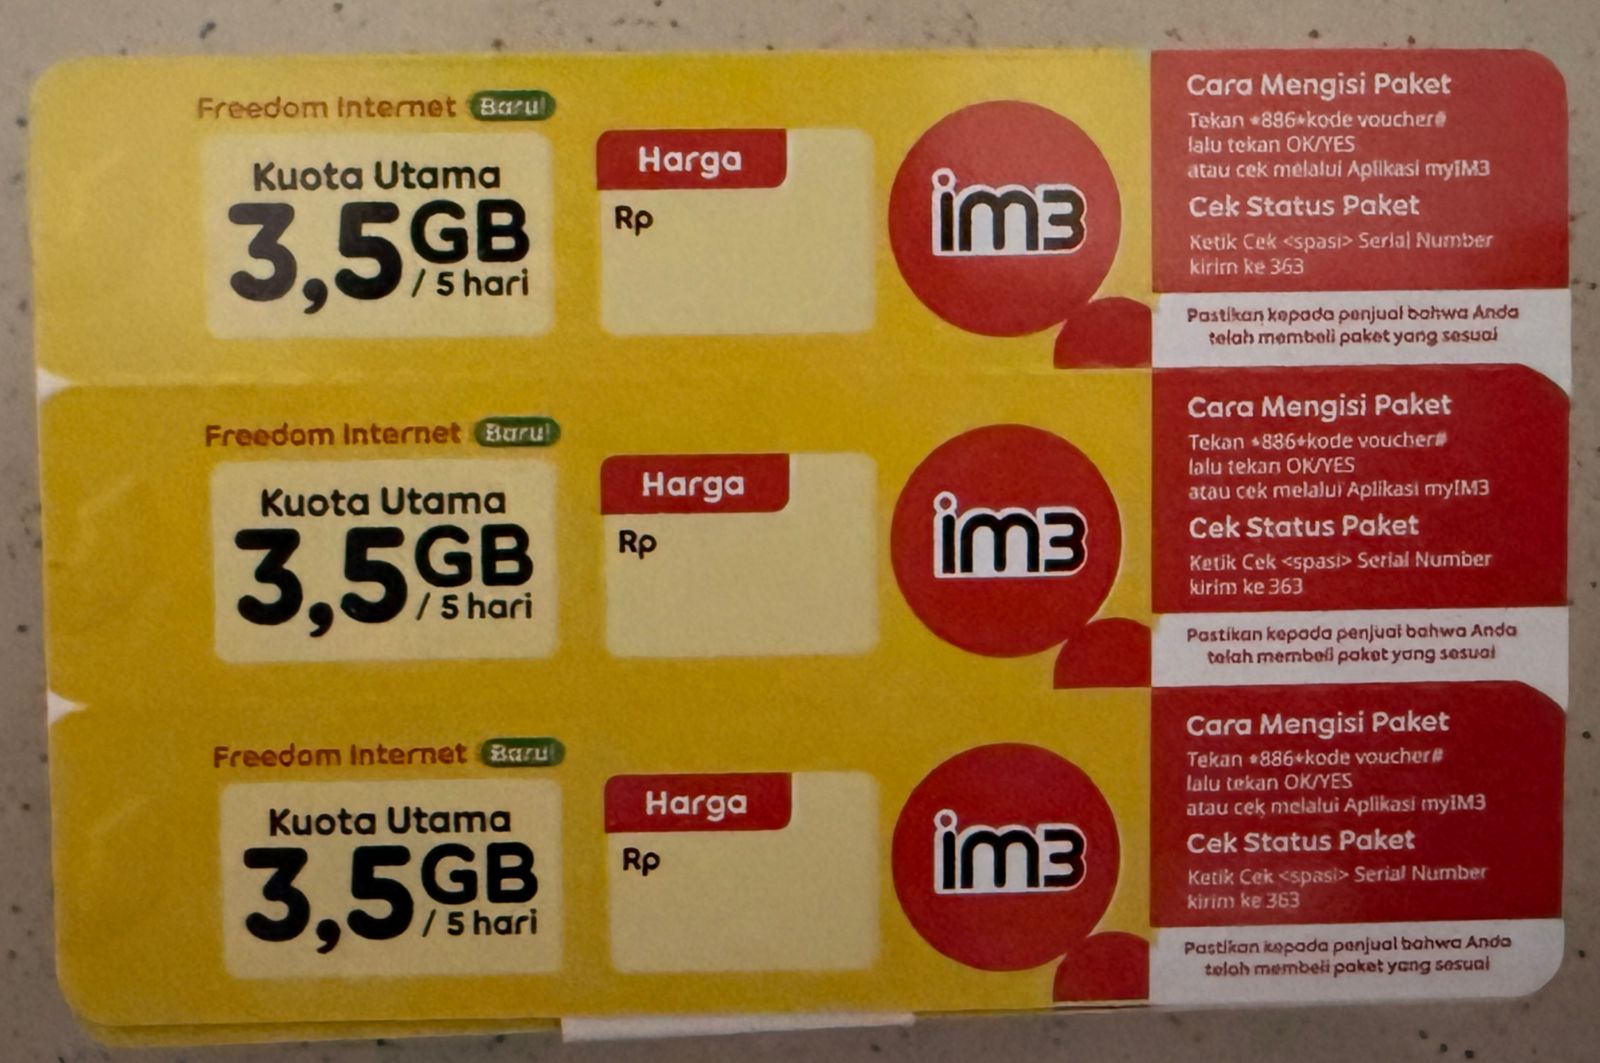 Freedom Internet Baru!
Kuota Utama
3,5GB
/ 5 hari
Harga
Rp
im3
Cara Mengisi Paket
Tekan *886*kode voucher#
lalu tekan OK/YES
atau cek melalui Aplikasi myIM3
Cek Status Paket
Ketik Cek <spasi> Serial Number
kirim ke 363
Pastikan kepada penjual bahwa Anda
telah membeli paket yang sesuai
Freedom Internet Baru!
Kuota Utama
3,5GB
/ 5 hari
Harga
Rp
im3
Cara Mengisi Paket
Tekan *886*kode voucher#
lalu tekan OK/YES
atau cek melalui Aplikasi myIM3
Cek Status Paket
Ketik Cek <spasi> Serial Number
kirim ke 363
Pastikan kepada penjual bahwa Anda
telah membeli paket yang sesuai
Freedom Internet Baru!
Kuota Utama
3,5GB
/ 5 hari
Harga
Rp
im3
Cara Mengisi Paket
Tekan *886*kode voucher#
lalu tekan OK/YES
atau cek melalui Aplikasi myIM3
Cek Status Paket
Ketik Cek <spasi> Serial Number
kirim ke 363
Pastikan kepada penjual bahwa Anda
telah membeli paket yang sesuai